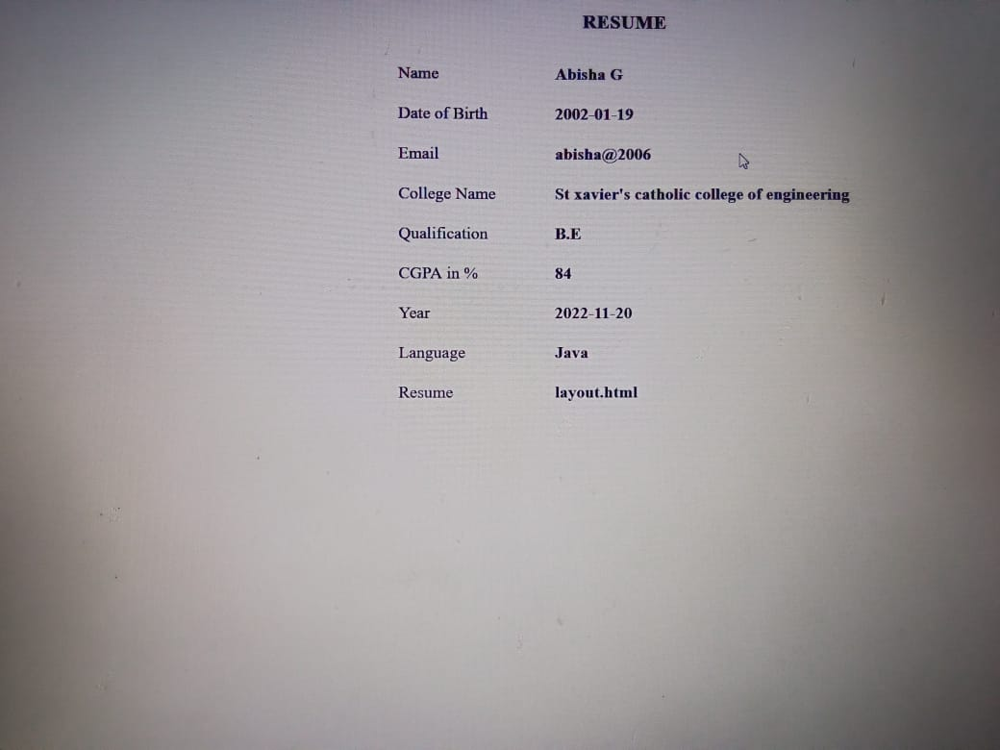 RESUME
Name Abisha G
Date of Birth 2002-01-19
Email abisha@2006
College Name St xavier's catholic college of engineering
Qualification B.E
CGPA in % 84
Year 2022-11-20
Language Java
Resume layout.html